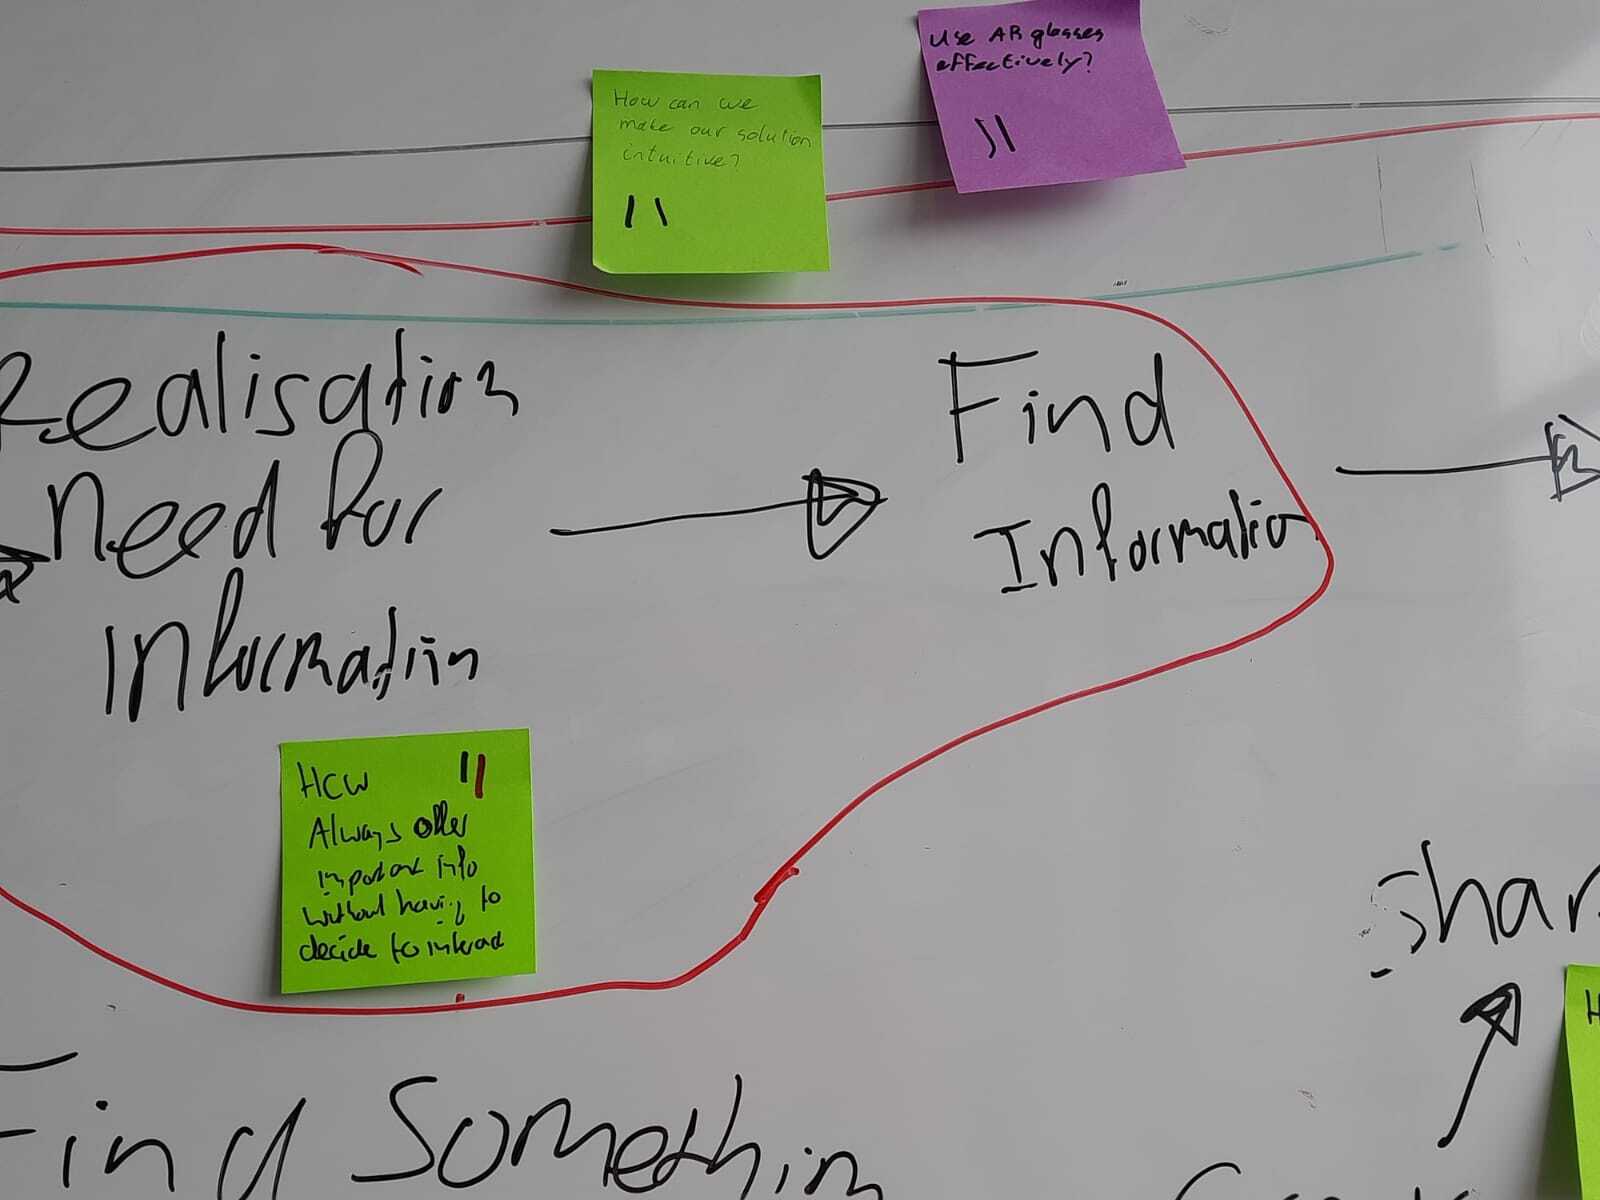 Use AR glasses
effectively?
How can we
make our solution
intuitive?
Realisation
Need for
Information
Find
Information
HCW
Always offer
important info
without having to
decide to interact
Shar
H
Find Somethin